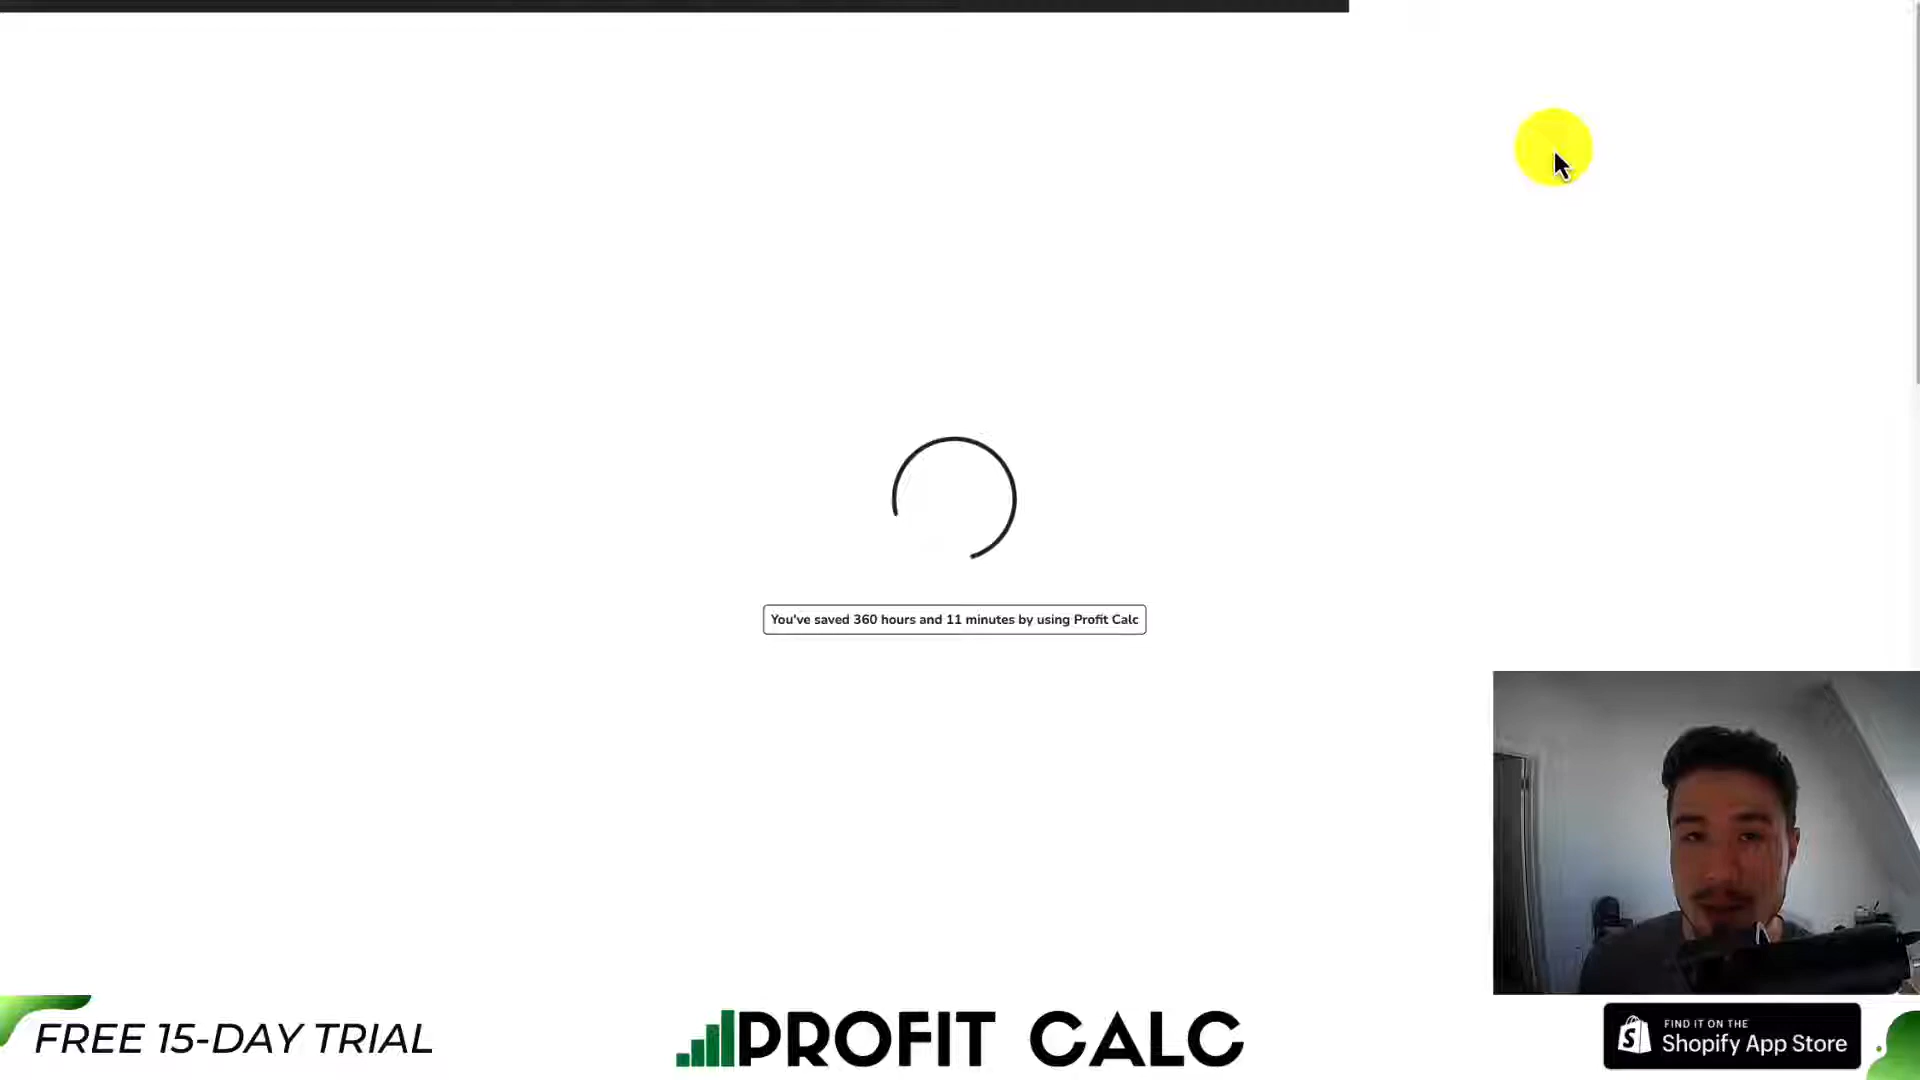 You've saved 360 hours and 11 minutes by using Profit Calc
FREE 15-DAY TRIAL
PROFIT CALC
FIND IT ON THE
Shopify App Store